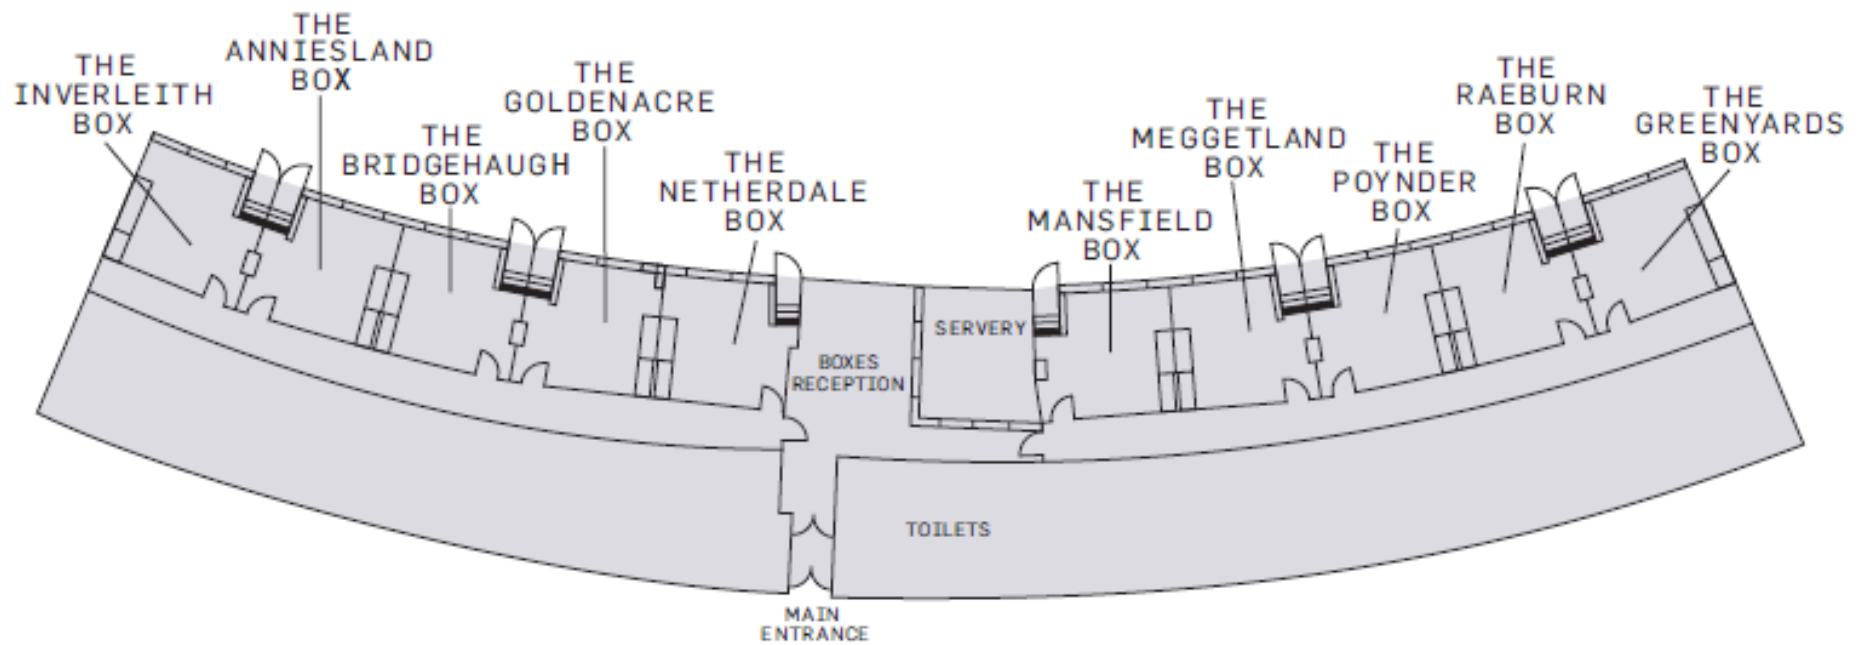 THE
INVERLEITH
BOX
THE
ANNIESLAND
BOX
THE
BRIDGEHAUGH
BOX
THE
GOLDENACRE
BOX
THE
NETHERDALE
BOX
THE
MANSFIELD
BOX
THE
MEGGETLAND
BOX
THE
POYNDER
BOX
THE
RAEBURN
BOX
THE
GREENYARDS
BOX
SERVERY
BOXES
RECEPTION
TOILETS
MAIN
ENTRANCE